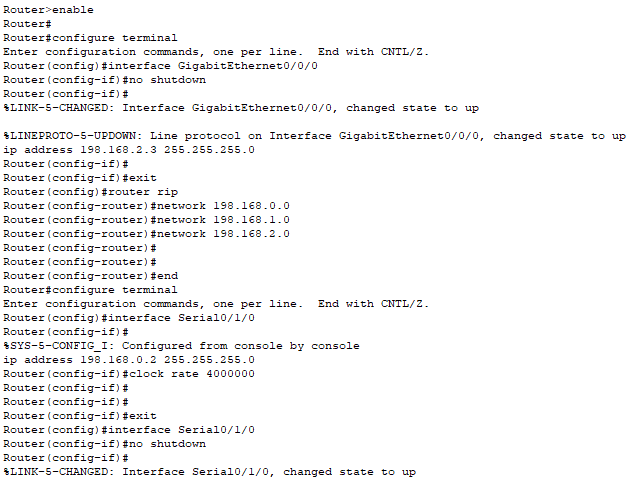 Router>enable
Router#
Router#configure terminal
Enter configuration commands, one per line.  End with CNTL/Z.
Router(config)#interface GigabitEthernet0/0/0
Router(config-if)#no shutdown
Router(config-if)#
%LINK-5-CHANGED: Interface GigabitEthernet0/0/0, changed state to up

%LINEPROTO-5-UPDOWN: Line protocol on Interface GigabitEthernet0/0/0, changed state to up
ip address 198.168.2.3 255.255.255.0
Router(config-if)#
Router(config-if)#exit
Router(config)#router rip
Router(config-router)#network 198.168.0.0
Router(config-router)#network 198.168.1.0
Router(config-router)#network 198.168.2.0
Router(config-router)#
Router(config-router)#
Router(config-router)#end
Router#configure terminal
Enter configuration commands, one per line.  End with CNTL/Z.
Router(config)#interface Serial0/1/0
Router(config-if)#
%SYS-5-CONFIG_I: Configured from console by console
ip address 198.168.0.2 255.255.255.0
Router(config-if)#clock rate 4000000
Router(config-if)#
Router(config-if)#
Router(config-if)#exit
Router(config)#interface Serial0/1/0
Router(config-if)#no shutdown
Router(config-if)#
%LINK-5-CHANGED: Interface Serial0/1/0, changed state to up